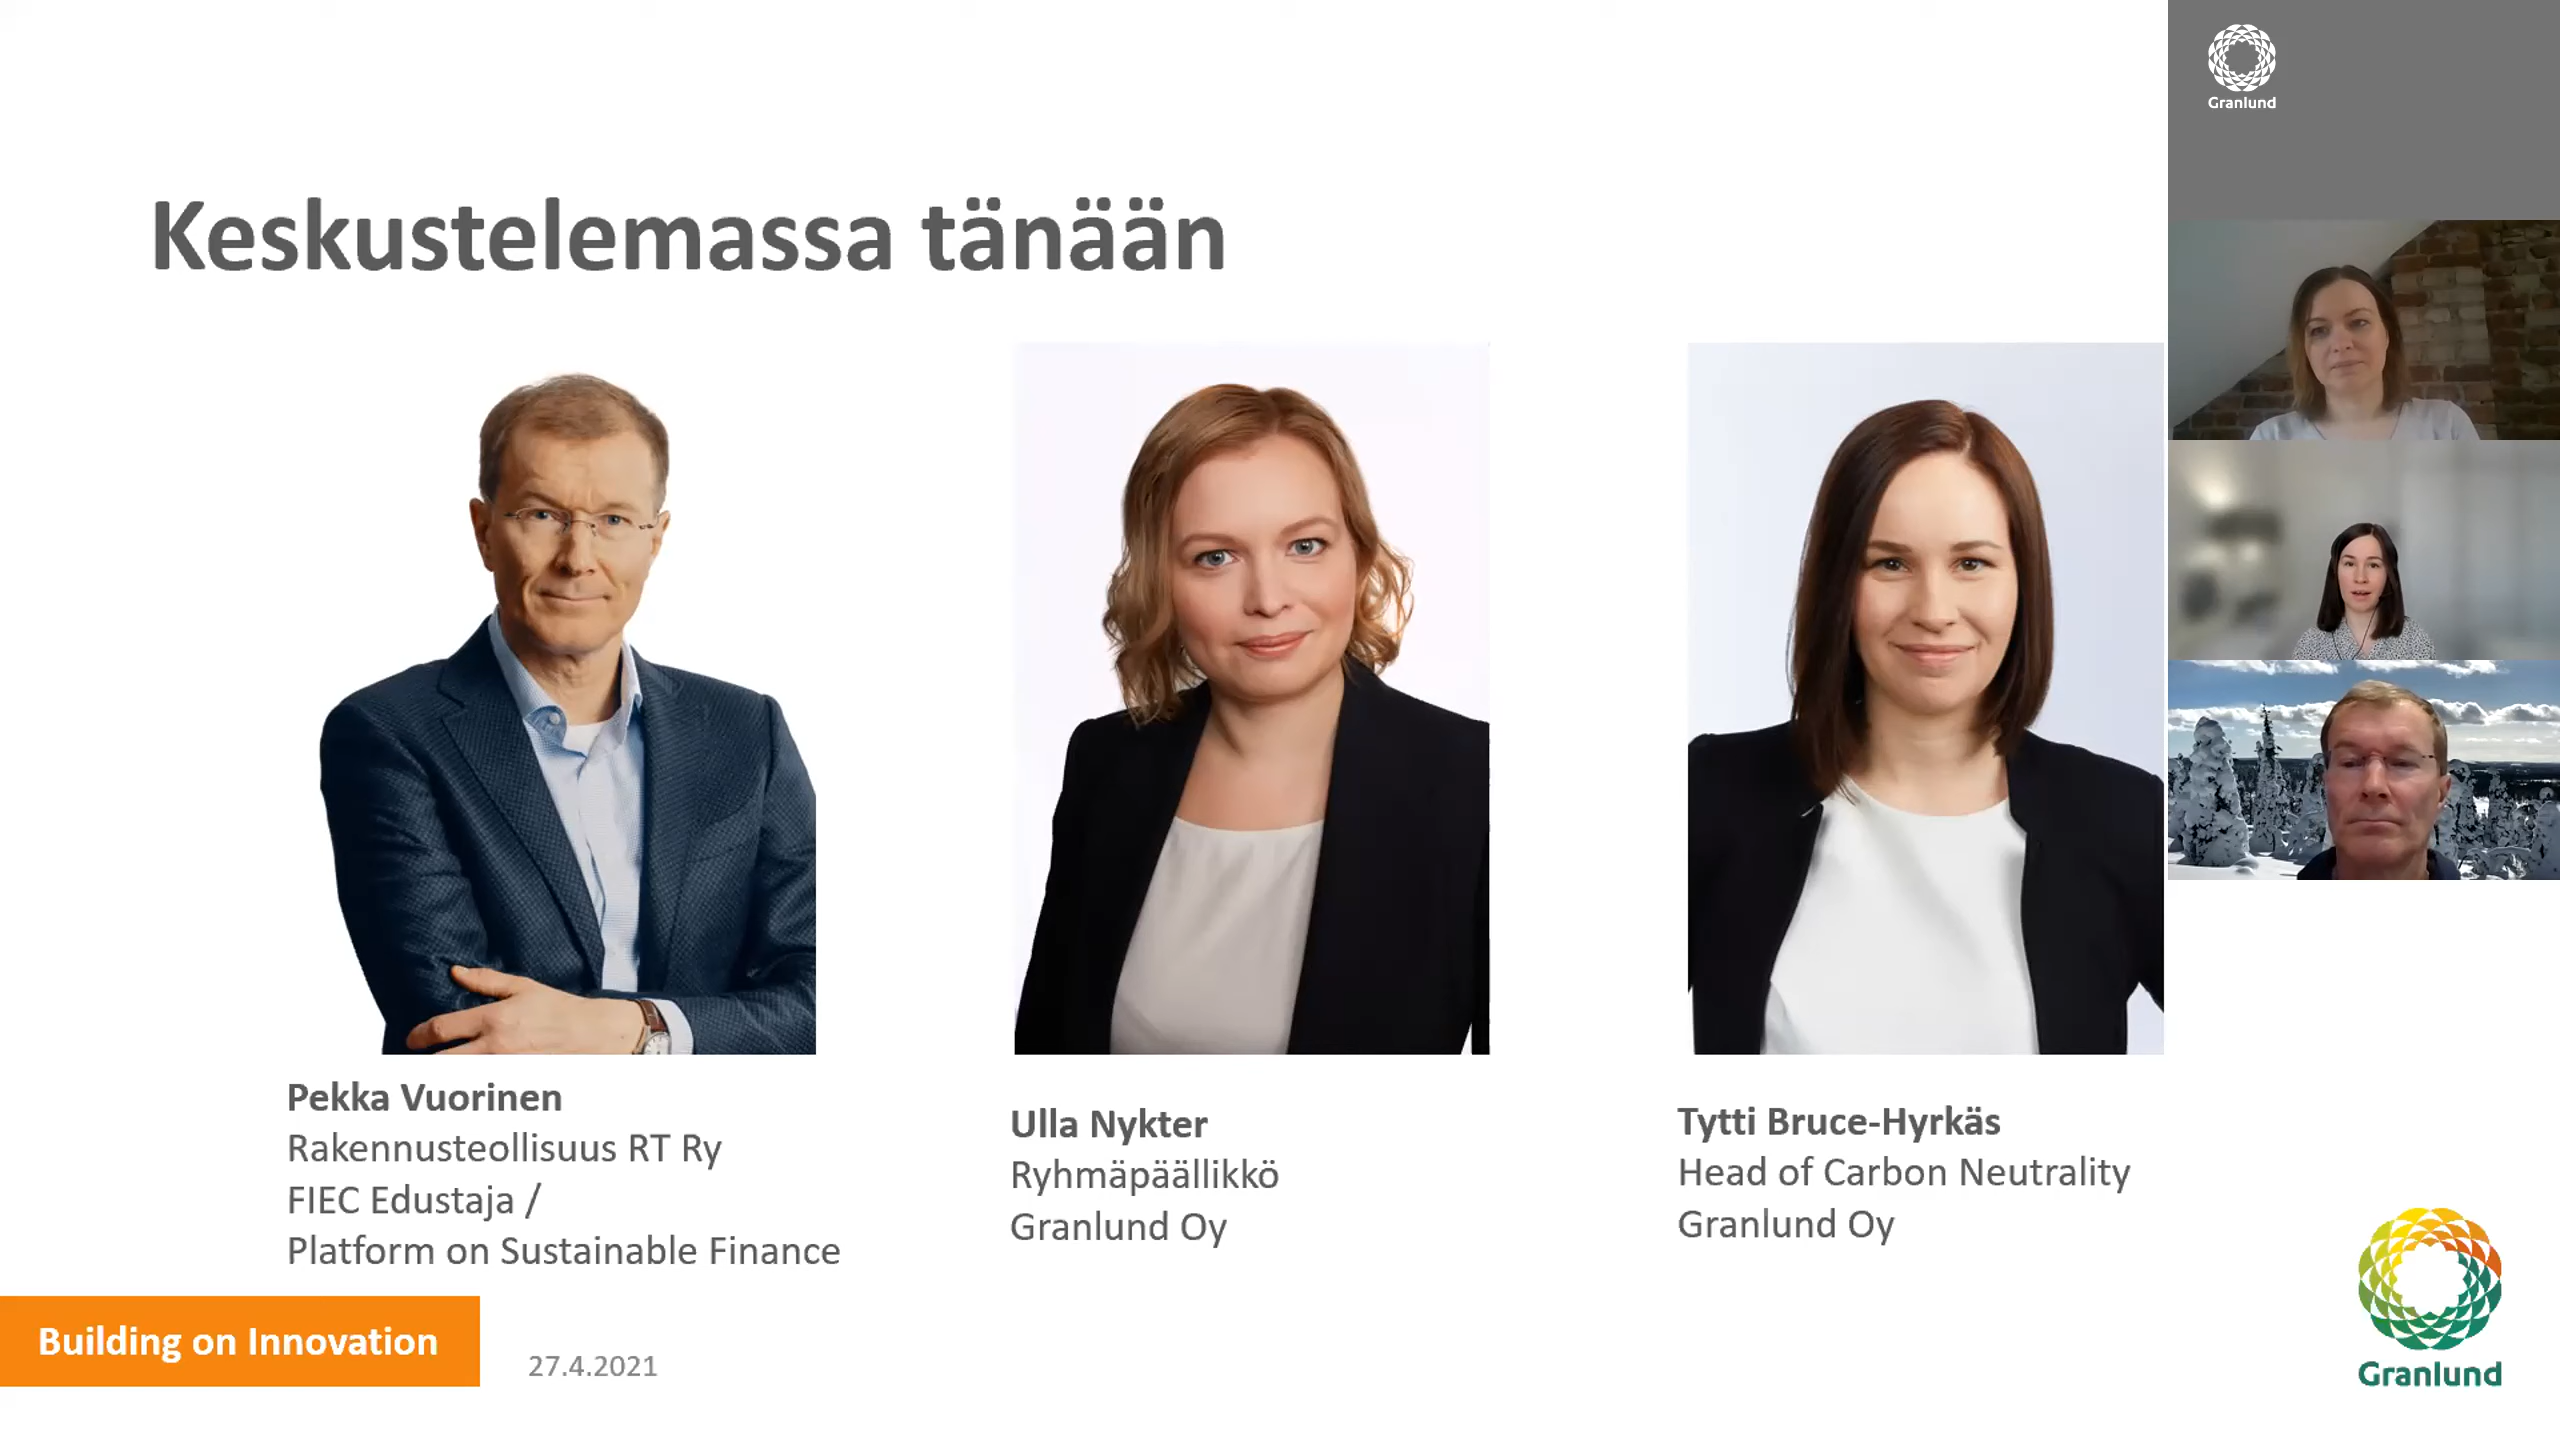 Granlund
Keskustelemassa tänään
Pekka Vuorinen
Rakennusteollisuus RT Ry
FIEC Edustaja /
Platform on Sustainable Finance
Ulla Nykter
Ryhmäpäällikkö
Granlund Oy
Tytti Bruce-Hyrkäs
Head of Carbon Neutrality
Granlund Oy
Building on Innovation
27.4.2021
Granlund